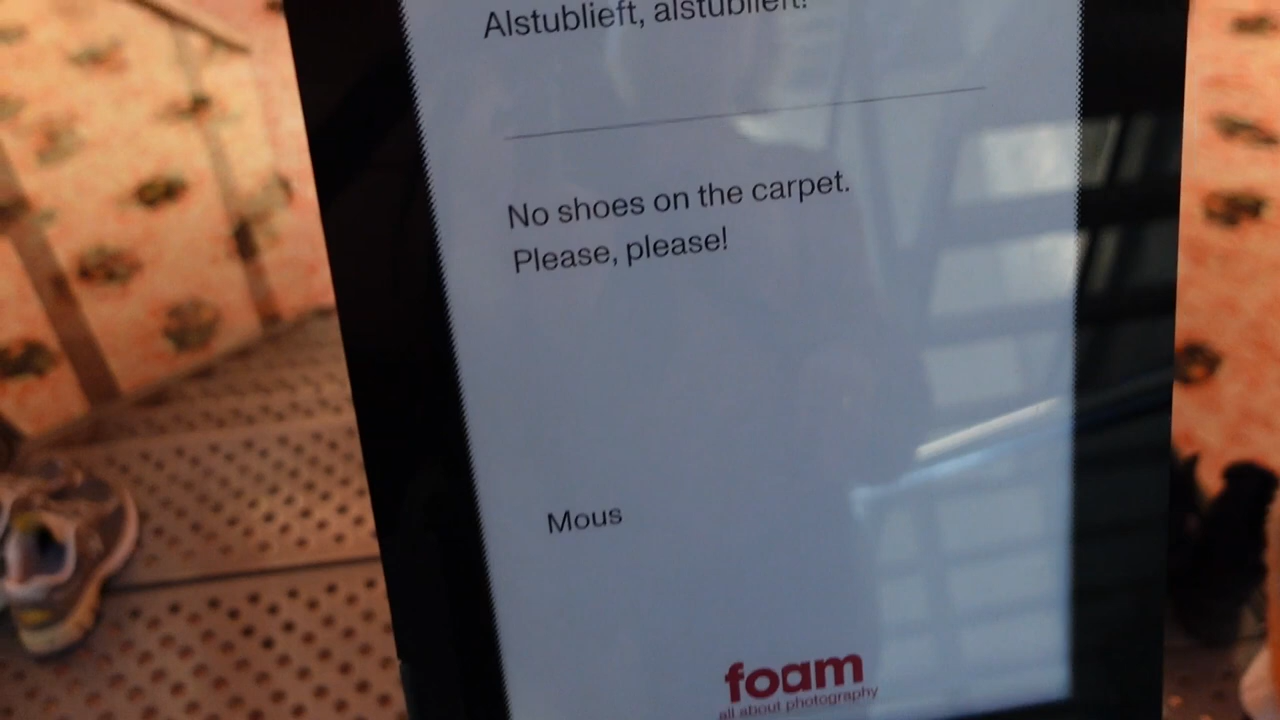 Alstublieft, alstublieft!
No shoes on the carpet.
Please, please!
Mous
foam
all about photography